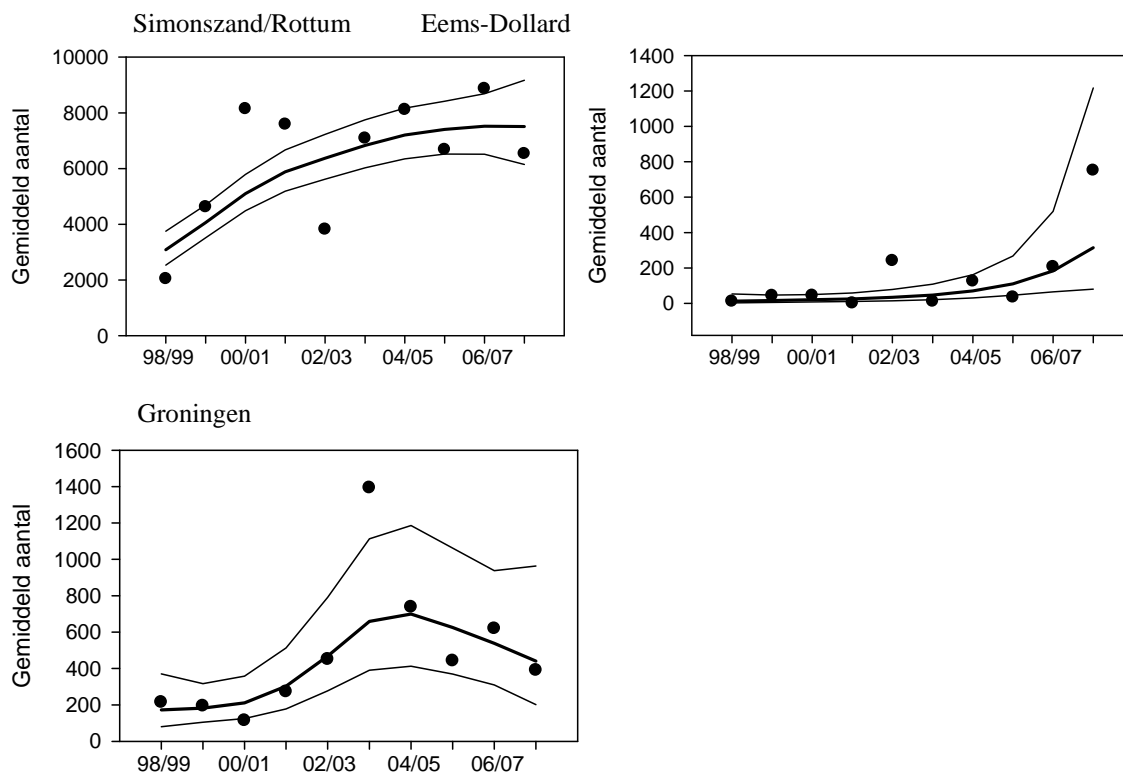 Simonszand/Rottum Eems-Dollard
Gemiddeld aantal
10000
8000
6000
4000
2000
0
98/99 00/01 02/03 04/05 06/07
Gemiddeld aantal
1400
1200
1000
800
600
400
200
0
98/99 00/01 02/03 04/05 06/07
Groningen
Gemiddeld aantal
1600
1400
1200
1000
800
600
400
200
0
98/99 00/01 02/03 04/05 06/07